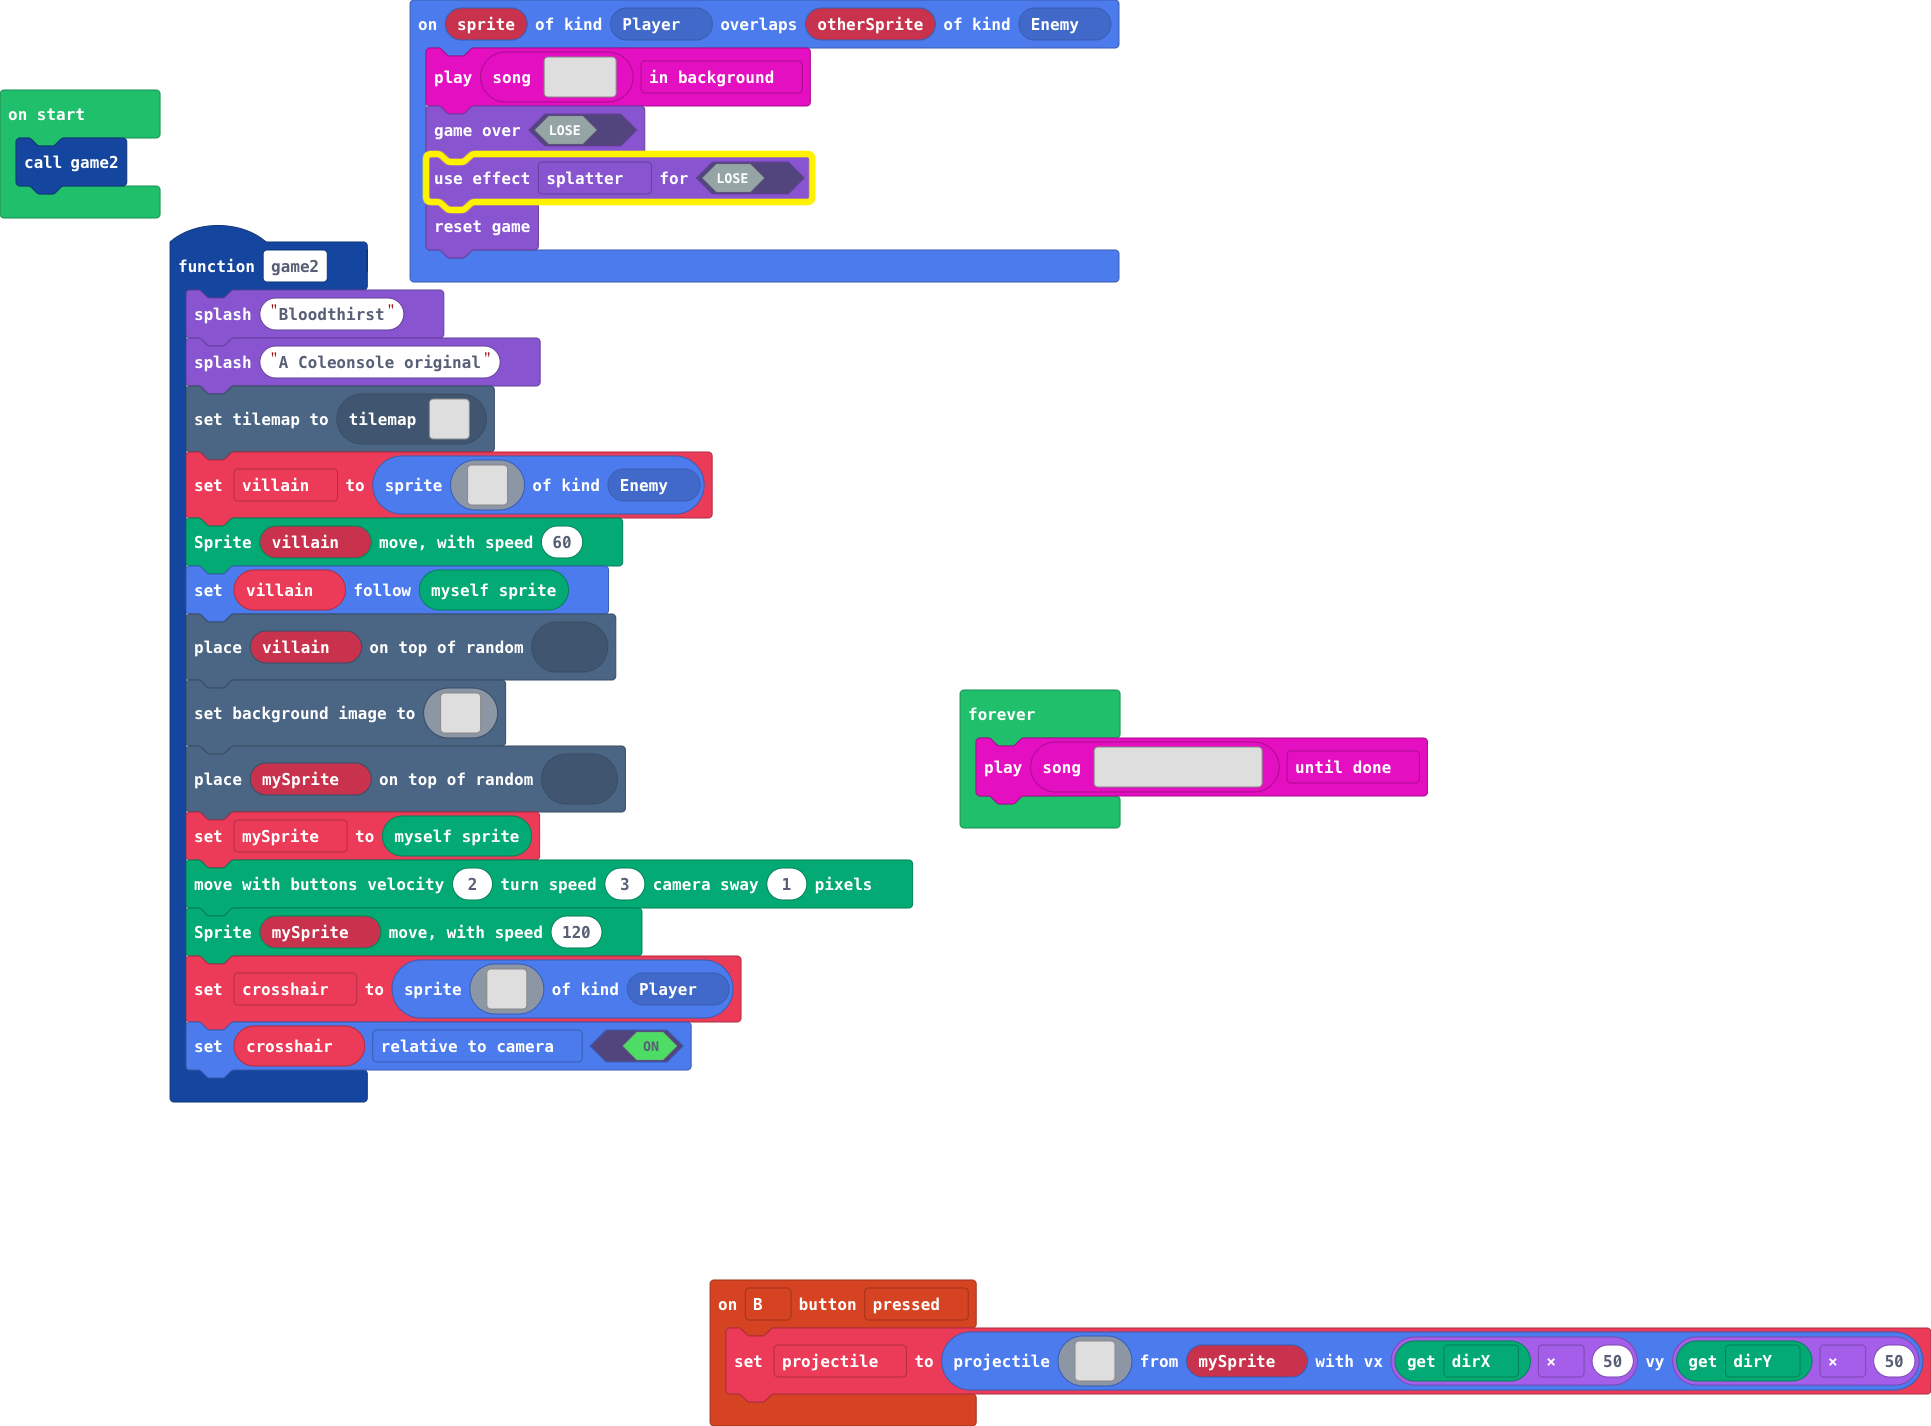 on sprite of kind Player overlaps otherSprite of kind Enemy
play song in background
game over LOSE
use effect splatter for LOSE
reset game
on start
call game2
function game2
splash "Bloodthirst"
splash "A Coleonsole original"
set tilemap to tilemap
set villain to sprite of kind Enemy
Sprite villain move, with speed 60
set villain follow myself sprite
place villain on top of random
set background image to
place mySprite on top of random
set mySprite to myself sprite
move with buttons velocity 2 turn speed 3 camera sway 1 pixels
Sprite mySprite move, with speed 120
set crosshair to sprite of kind Player
set crosshair relative to camera ON
forever
play song until done
on B button pressed
set projectile to projectile from mySprite with vx get dirX × 50 vy get dirY × 50